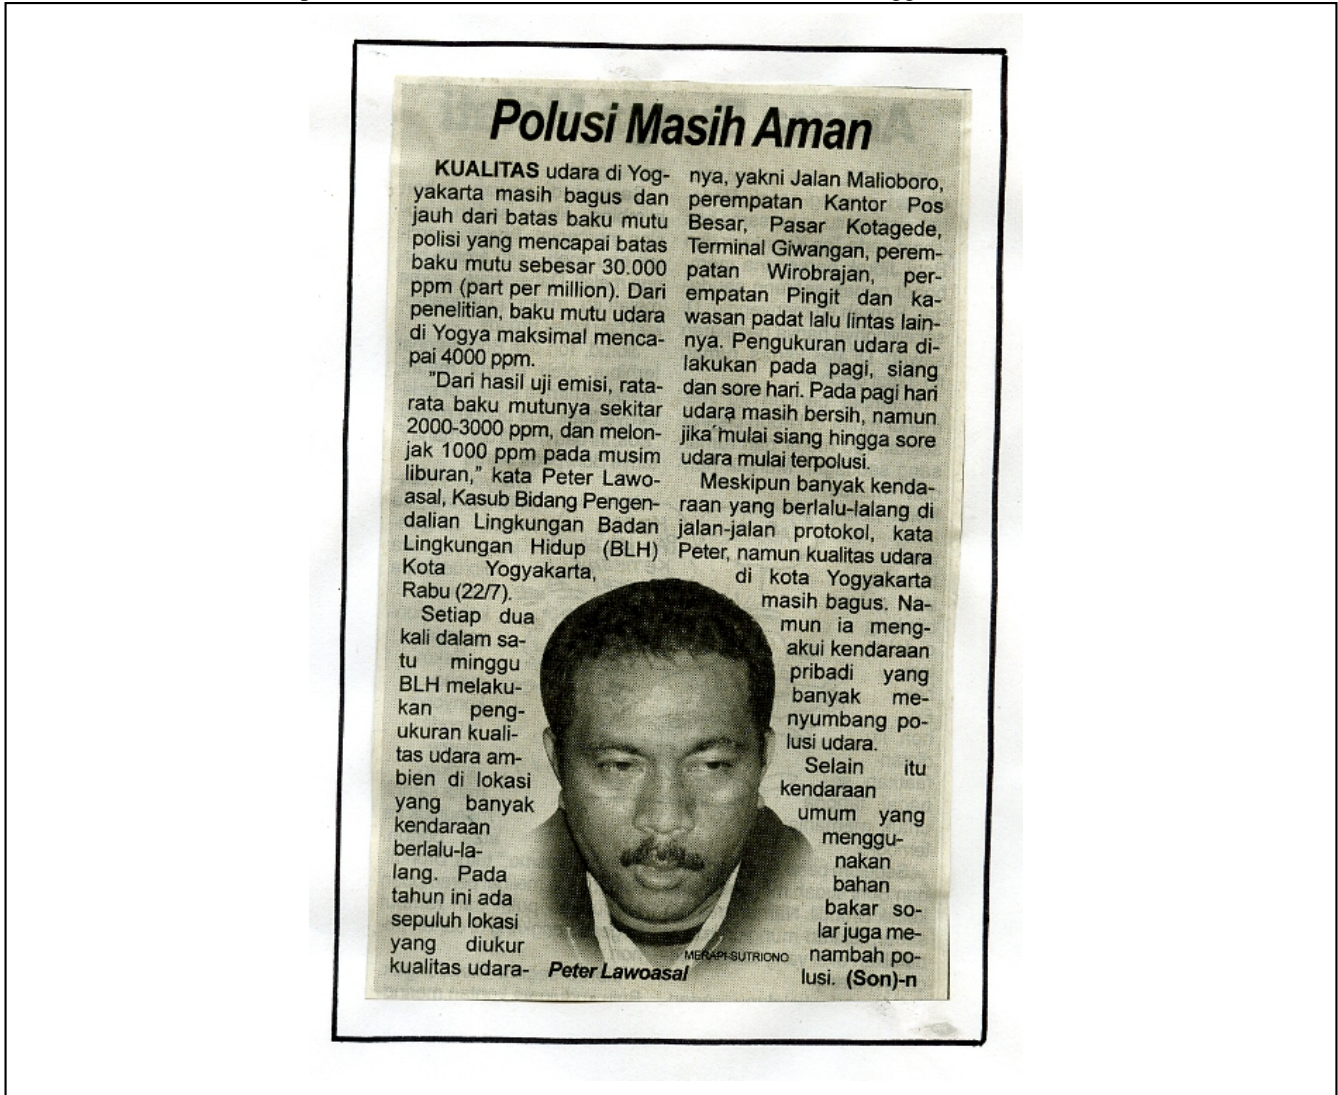 Polusi Masih Aman
KUALITAS udara di Yog-
yakarta masih bagus dan
jauh dari batas baku mutu
polisi yang mencapai batas
baku mutu sebesar 30.000
ppm (part per million). Dari
penelitian, baku mutu udara
di Yogya maksimal menca-
pai 4000 ppm.
"Dari hasil uji emisi, rata-
rata baku mutunya sekitar
2000-3000 ppm, dan melon-
jak 1000 ppm pada musim
liburan," kata Peter Lawo-
asal, Kasub Bidang Pengen-
dalian Lingkungan Badan
Lingkungan Hidup (BLH)
Kota Yogyakarta,
Rabu (22/7).
Setiap dua
kali dalam sa-
tu minggu
BLH melaku-
kan peng-
ukuran kuali-
tas udara am-
bien di lokasi
yang banyak
kendaraan
berlalu-la-
lang. Pada
tahun ini ada
sepuluh lokasi
yang diukur
kualitas udara-
nya, yakni Jalan Malioboro,
perempatan Kantor Pos
Besar, Pasar Kotagede,
Terminal Giwangan, perem-
patan Wirobrajan, per-
empatan Pingit dan ka-
wasan padat lalu lintas lain-
nya. Pengukuran udara di-
lakukan pada pagi, siang
dan sore hari. Pada pagi hari
udara masih bersih, namun
jika mulai siang hingga sore
udara mulai terpolusi.
Meskipun banyak kenda-
raan yang berlalu-lalang di
jalan-jalan protokol, kata
Peter, namun kualitas udara
di kota Yogyakarta
masih bagus. Na-
mun ia meng-
akui kendaraan
pribadi yang
banyak me-
nyumbang po-
lusi udara.
Selain itu
kendaraan
umum yang
menggu-
nakan
bahan
bakar so-
lar juga me-
nambah po-
lusi. (Son)-n
MERAPI-SUTRIONO
Peter Lawoasal